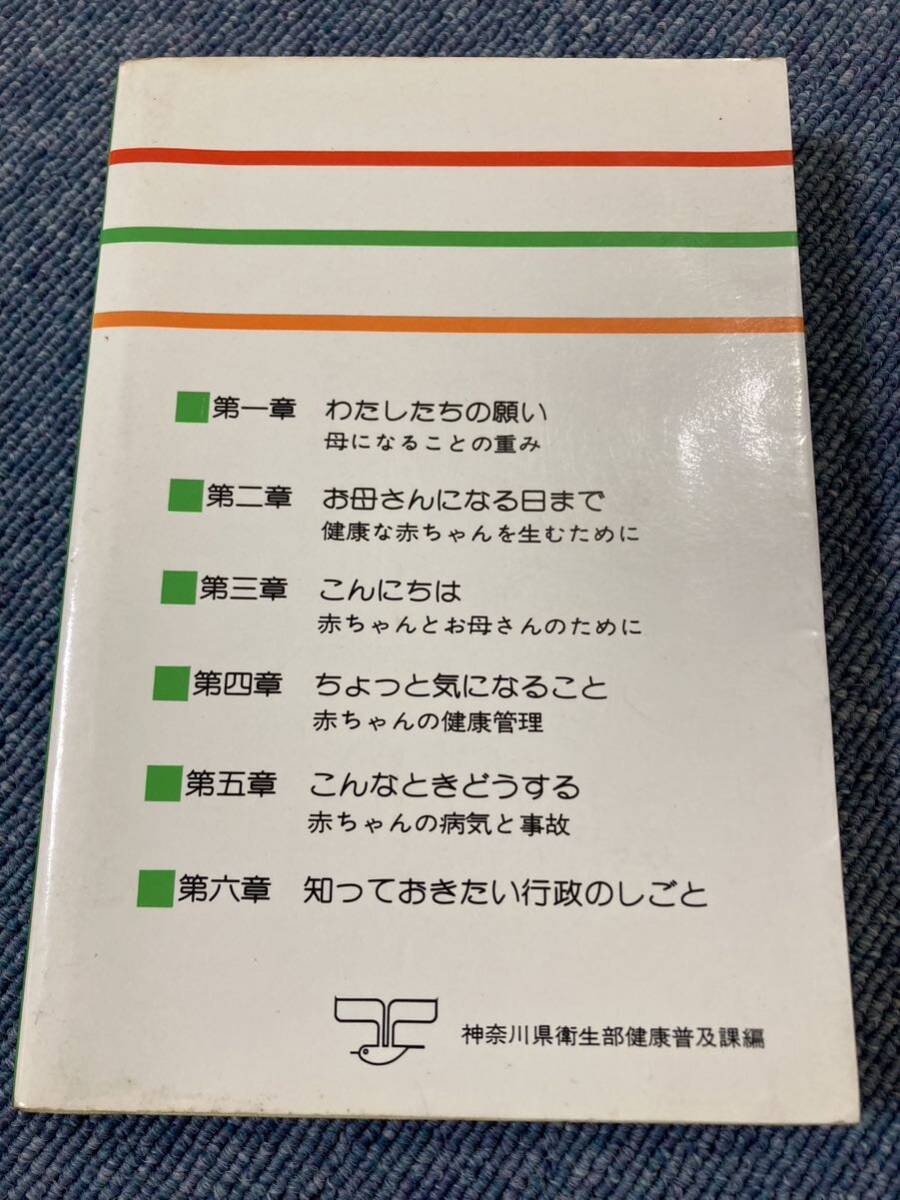 第一章 わたしたちの願い
母になることの重み
第二章 お母さんになる日まで
健康な赤ちゃんを生むために
第三章 こんにちは
赤ちゃんとお母さんのために
第四章 ちょっと気になること
赤ちゃんの健康管理
第五章 こんなときどうする
赤ちゃんの病気と事故
第六章 知っておきたい行政のしごと
神奈川県衛生部健康普及課編